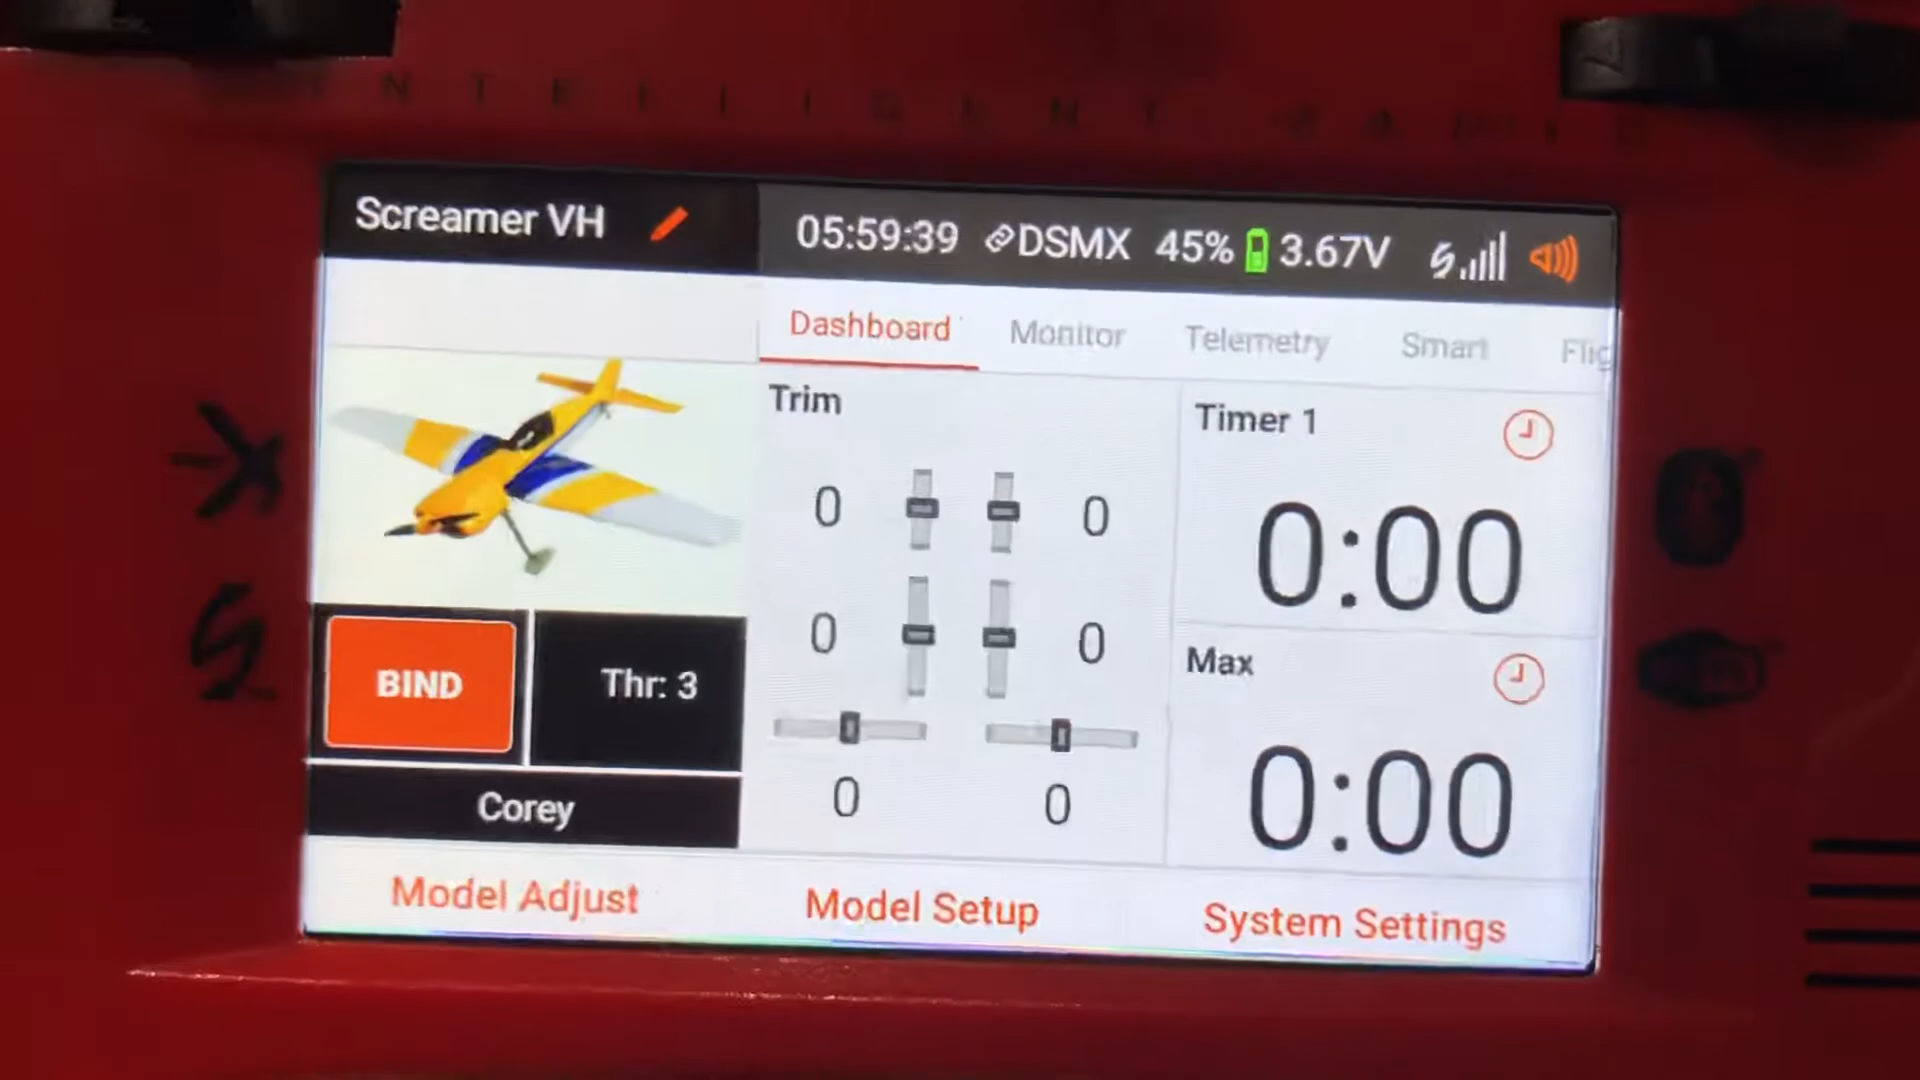 INTELLIGENT RADIO
Screamer VH
05:59:39 DSMX 45% 3.67V
Dashboard Monitor Telemetry Smart Flig
Trim
0 0
0 0
0 0
Timer 1
0:00
Max
0:00
BIND Thr: 3
Corey
Model Adjust Model Setup System Settings